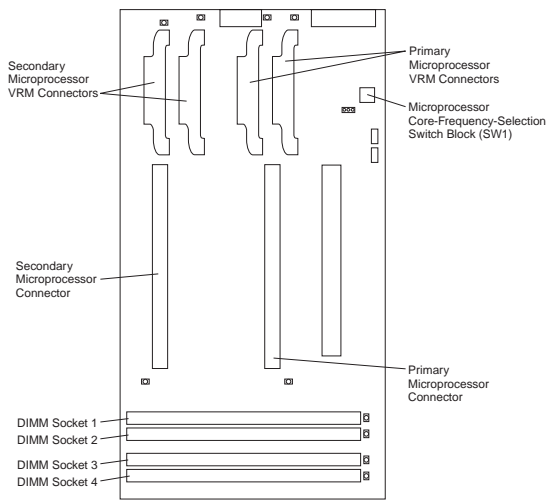 Secondary
Microprocessor
VRM Connectors
Primary
Microprocessor
VRM Connectors
Microprocessor
Core-Frequency-Selection
Switch Block (SW1)
Secondary
Microprocessor
Connector
Primary
Microprocessor
Connector
DIMM Socket 1
DIMM Socket 2
DIMM Socket 3
DIMM Socket 4